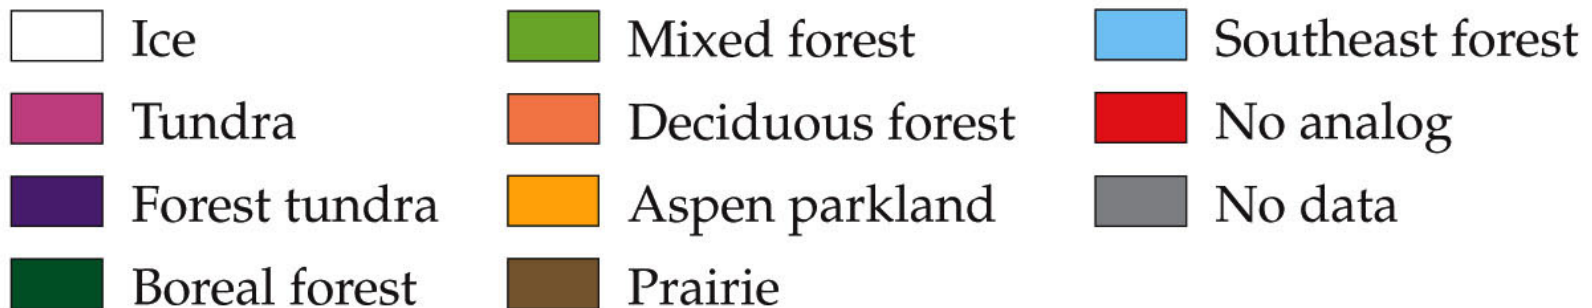 Ice
Tundra
Forest tundra
Boreal forest
Mixed forest
Deciduous forest
Aspen parkland
Prairie
Southeast forest
No analog
No data